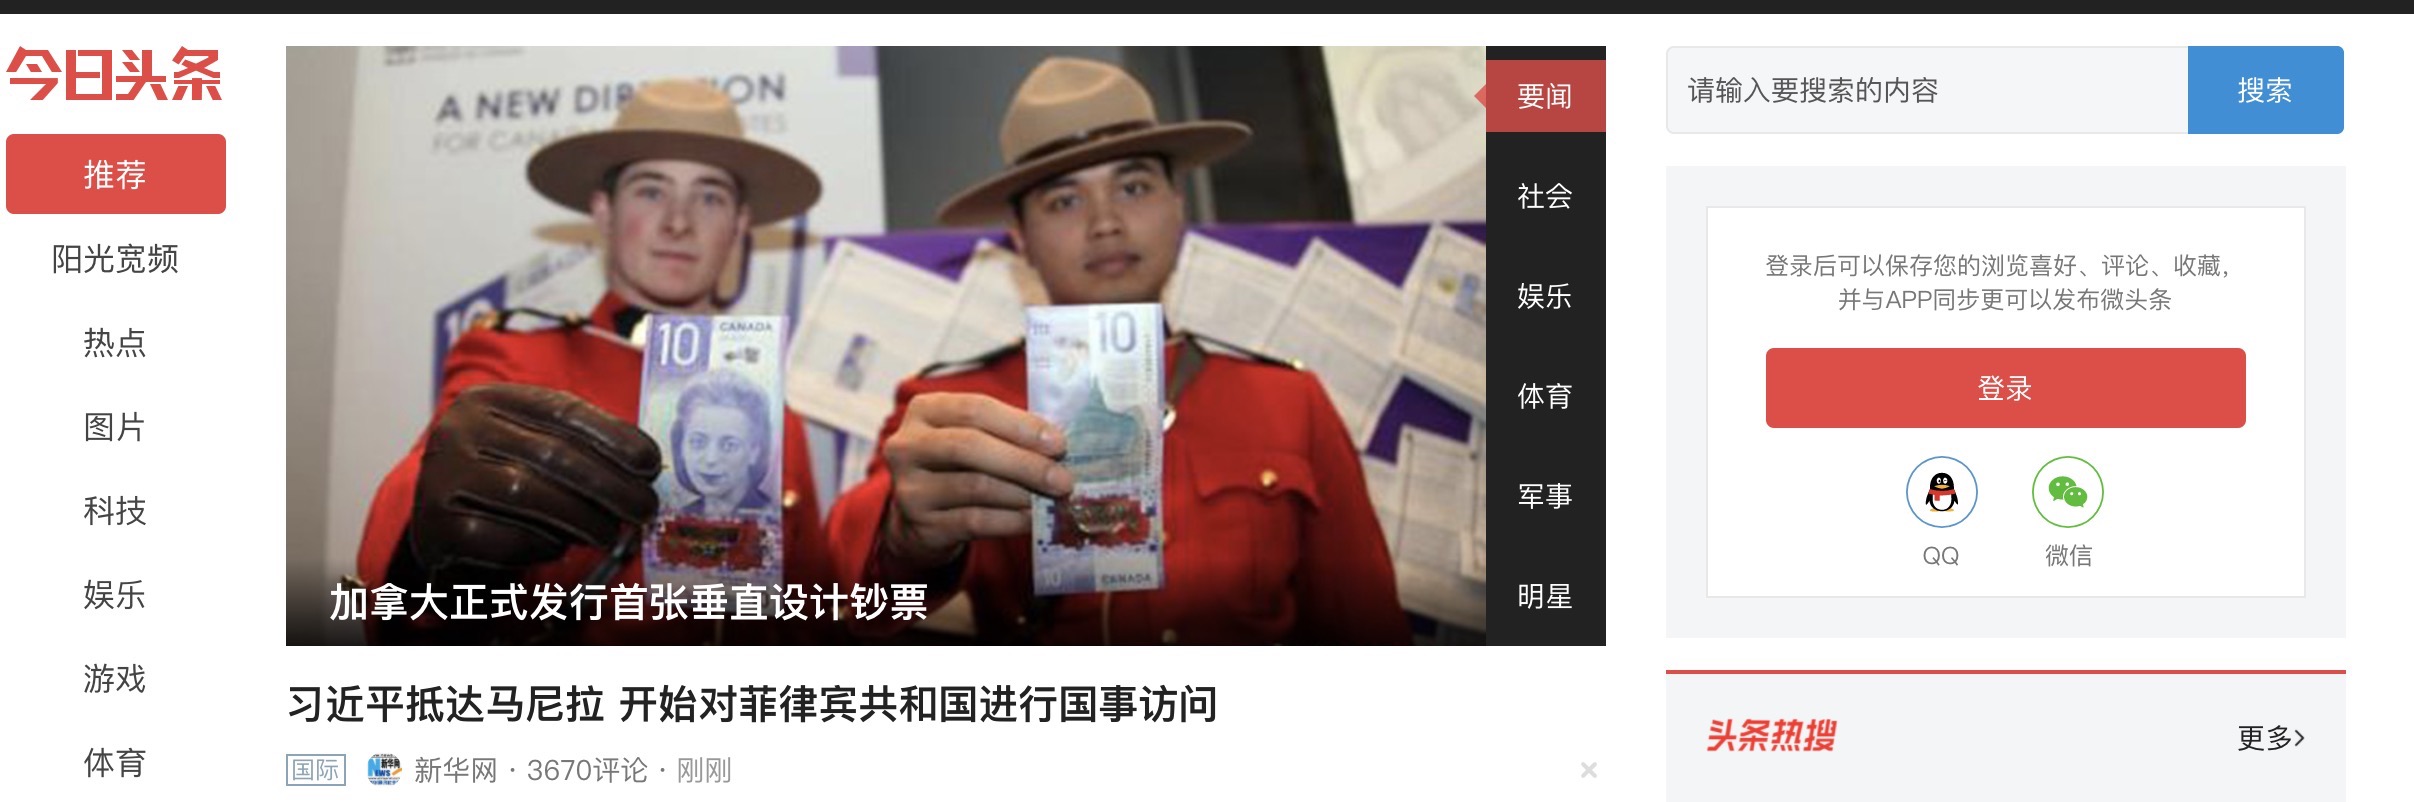 今日头条
推荐
阳光宽频
热点
图片
科技
娱乐
游戏
体育
A NEW DIR
ON
FOR CANA
TES
10
CANADA
10
10
CANADA
加拿大正式发行首张垂直设计钞票
要闻
社会
娱乐
体育
军事
明星
习近平抵达马尼拉 开始对菲律宾共和国进行国事访问
国际
新华网
News
新华网 · 3670评论 · 刚刚
请输入要搜索的内容
搜索
登录后可以保存您的浏览喜好、评论、收藏，
并与APP同步更可以发布微头条
登录
QQ
微信
头条热搜
更多>